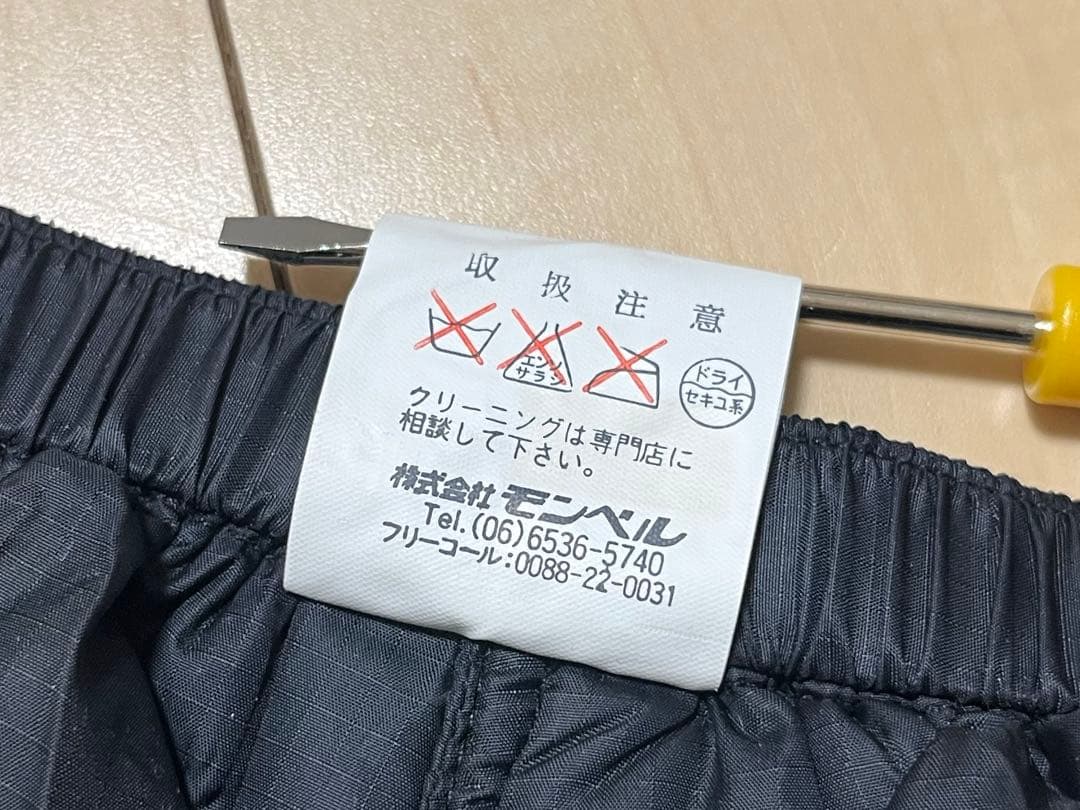 取扱注意
エンソ
サラシ
ドライ
セキユ系
クリーニングは専門店に
相談して下さい。
株式会社 モンベル
Tel.(06)6536-5740
フリーコール:0088-22-0031